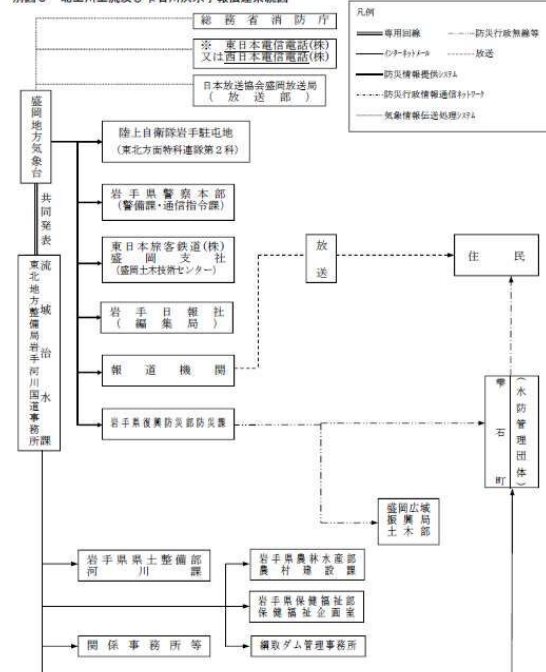 総務省消防庁
※ 東日本電信電話(株)
又は西日本電信電話(株)
日本放送協会盛岡放送局
(放送部)
凡例
専用回線
防災行政無線等
インターネットメール
放送
防災情報提供システム
防災行政情報通信ネットワーク
気象情報伝送処理システム
盛岡地方気象台
共同発表
東北地方整備局岩手河川国道事務所
流域治水課
陸上自衛隊岩手駐屯地
(東北方面特科連隊第2科)
岩手県警察本部
(警備課・通信指令課)
東日本旅客鉄道(株)
盛岡支社
(盛岡土木技術センター)
岩手日報社
(編集局)
報道機関
岩手県復興防災部防災課
放送
住民
雫石町
(水防管理団体)
盛岡広域
振興局
土木部
岩手県県土整備部
河川課
関係事務所等
岩手県農林水産部
農村建設課
岩手県保健福祉部
保健福祉企画室
綱取ダム管理事務所